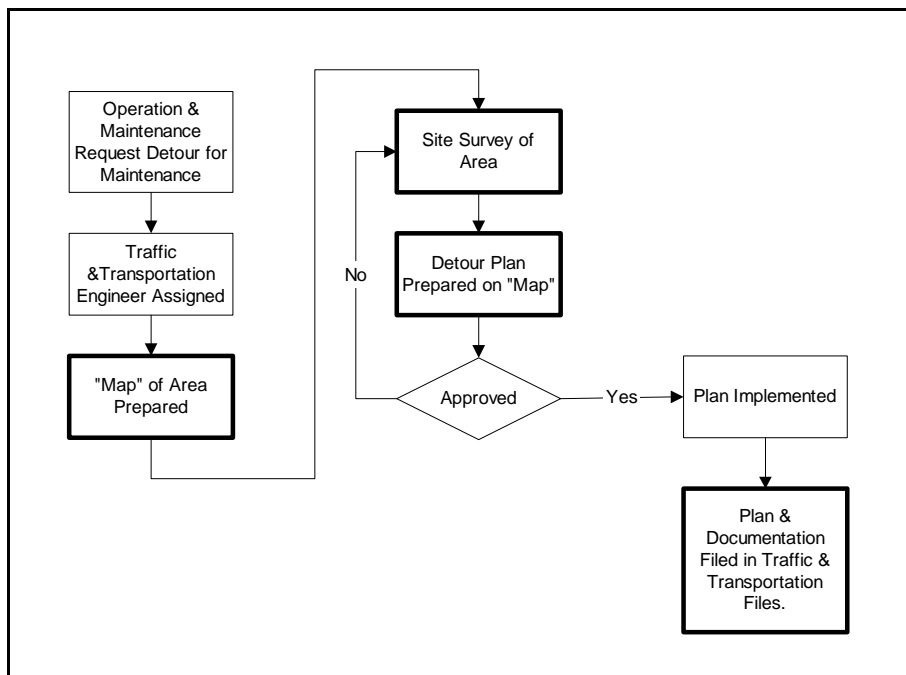 Operation &
Maintenance
Request Detour for
Maintenance
Traffic
&Transportation
Engineer Assigned
"Map" of Area
Prepared
Site Survey of
Area
Detour Plan
Prepared on "Map"
No
Approved
Yes
Plan Implemented
Plan &
Documentation
Filed in Traffic &
Transportation
Files.